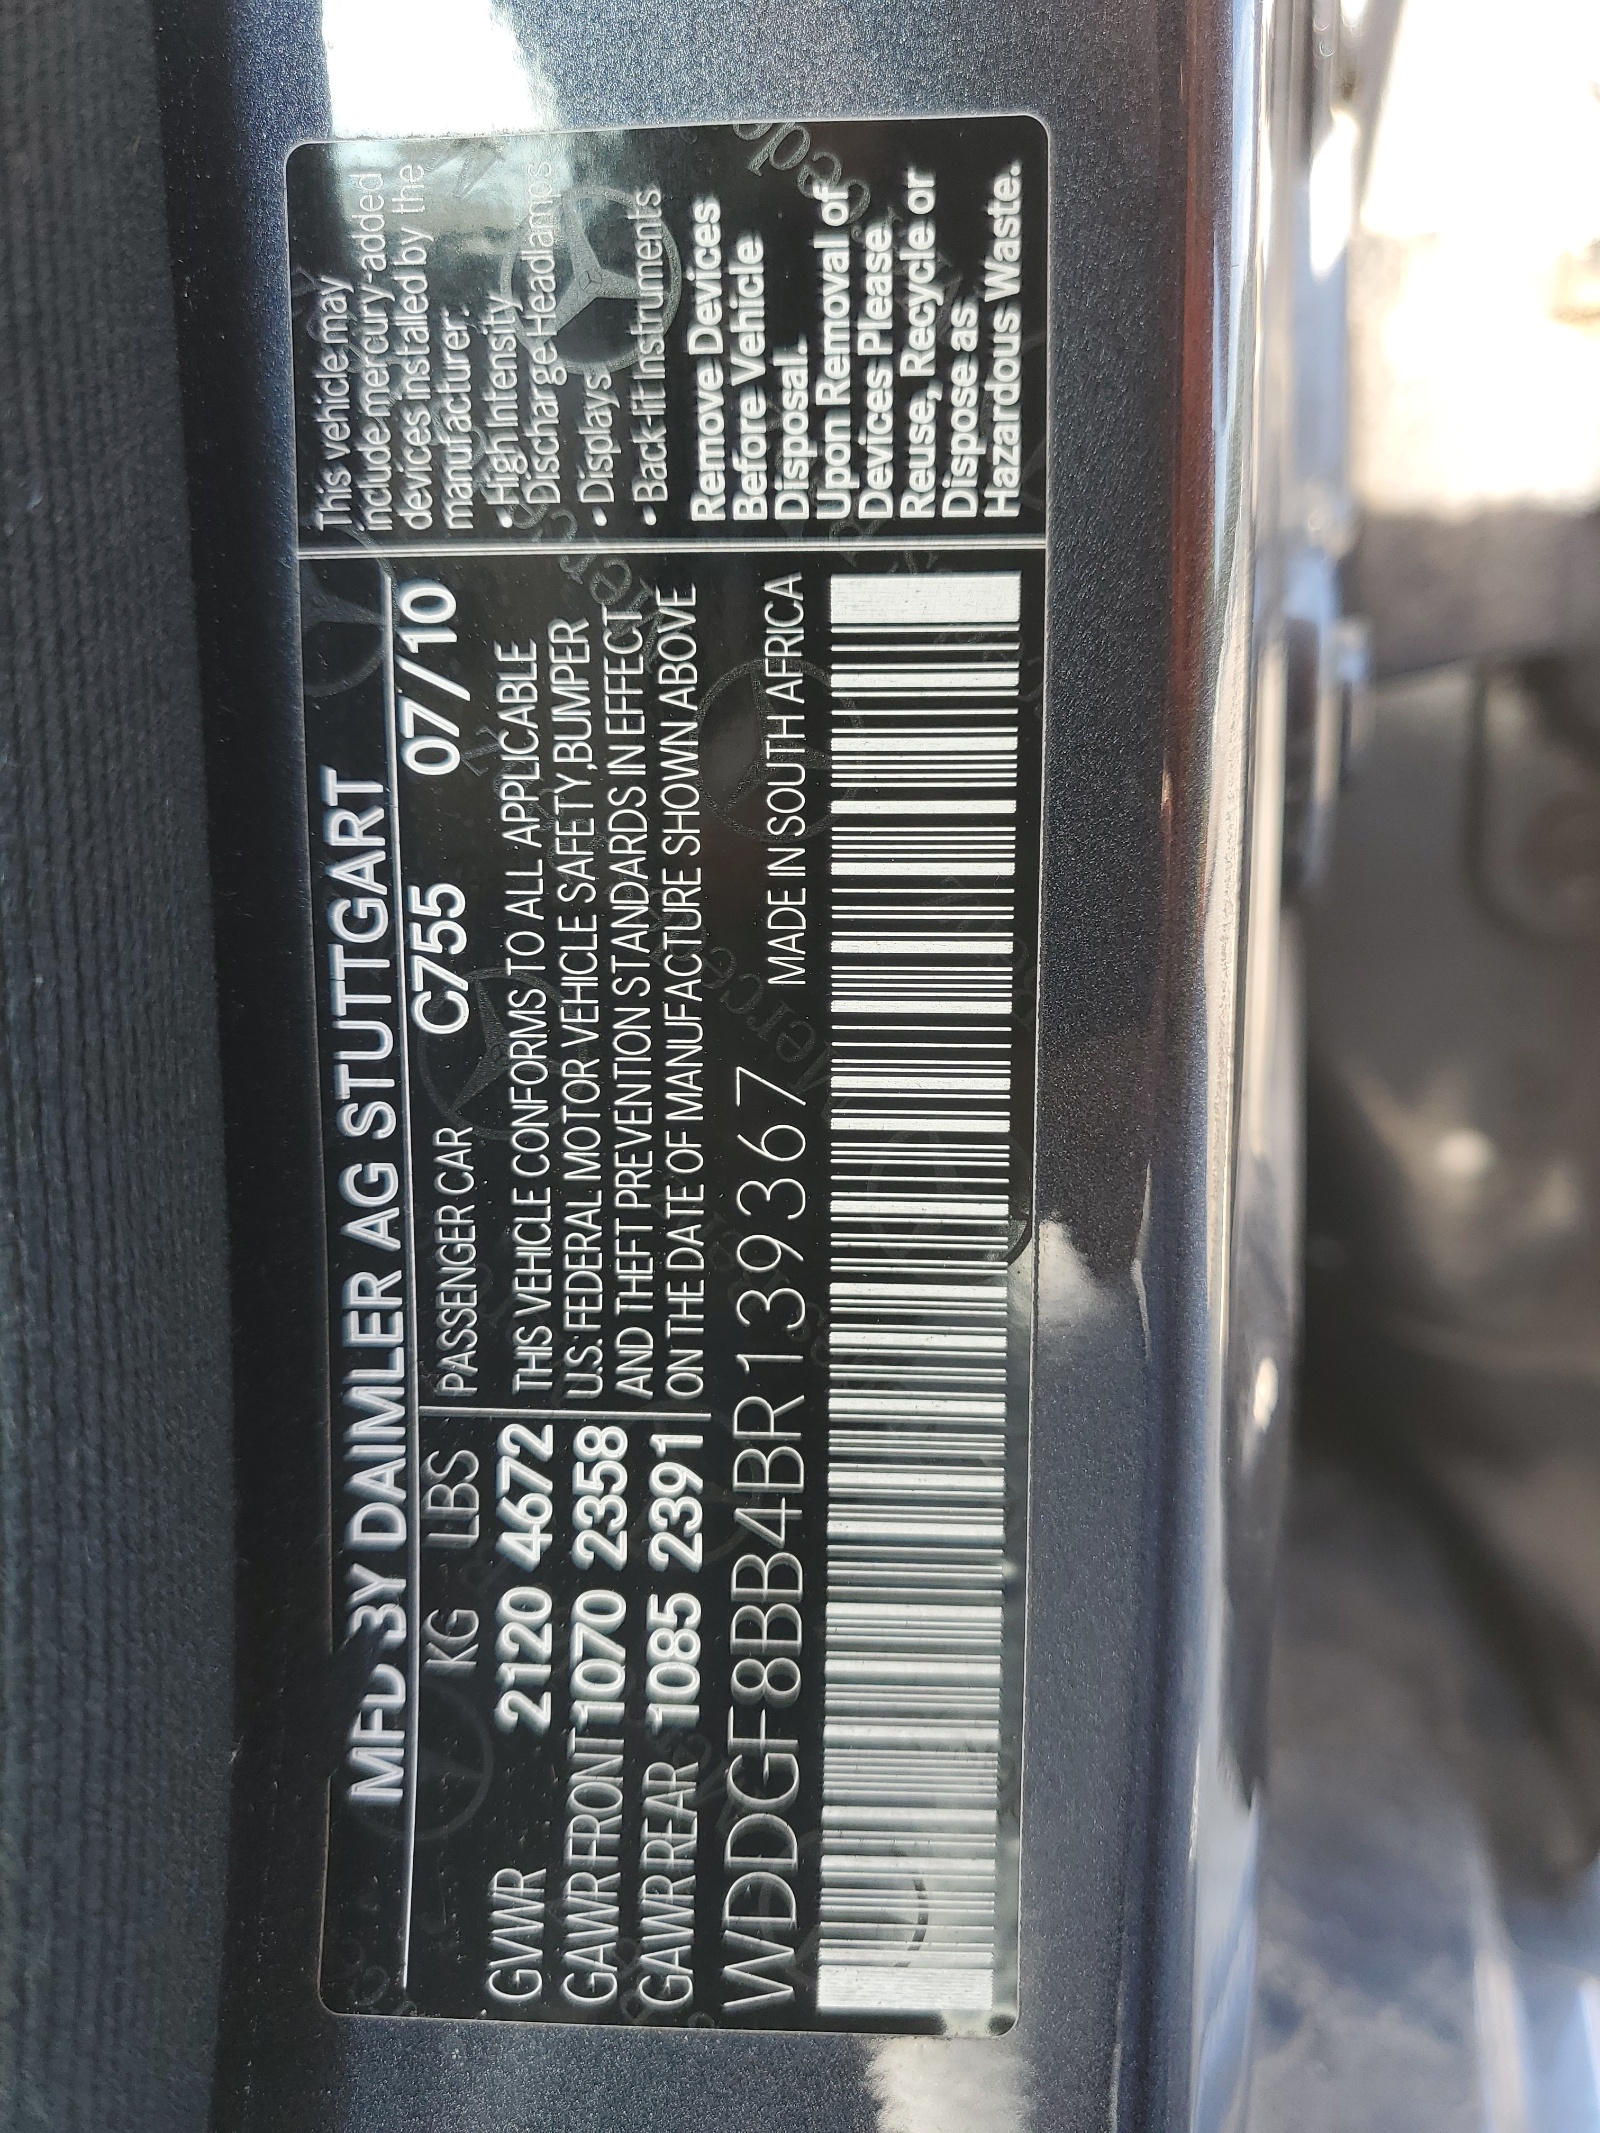 MFD BY DAIMLER AG STUTTGART
KG LBS PASSENGER CAR C755 07/10
GVWR 2120 4672
GAWR FRONT 1070 2358
GAWR REAR 1085 2391
THIS VEHICLE CONFORMS TO ALL APPLICABLE
U.S. FEDERAL MOTOR VEHICLE SAFETY,BUMPER
AND THEFT PREVENTION STANDARDS IN EFFECT
ON THE DATE OF MANUFACTURE SHOWN ABOVE
WDDGF8BB4BR139367 MADE IN SOUTH AFRICA
This vehicle may
include mercury-added
devices installed by the
manufacturer:
• High Intensity
Discharge Headlamps
• Displays
• Back-lit Instruments
Remove Devices
Before Vehicle
Disposal.
Upon Removal of
Devices Please
Reuse, Recycle or
Dispose as
Hazardous Waste.